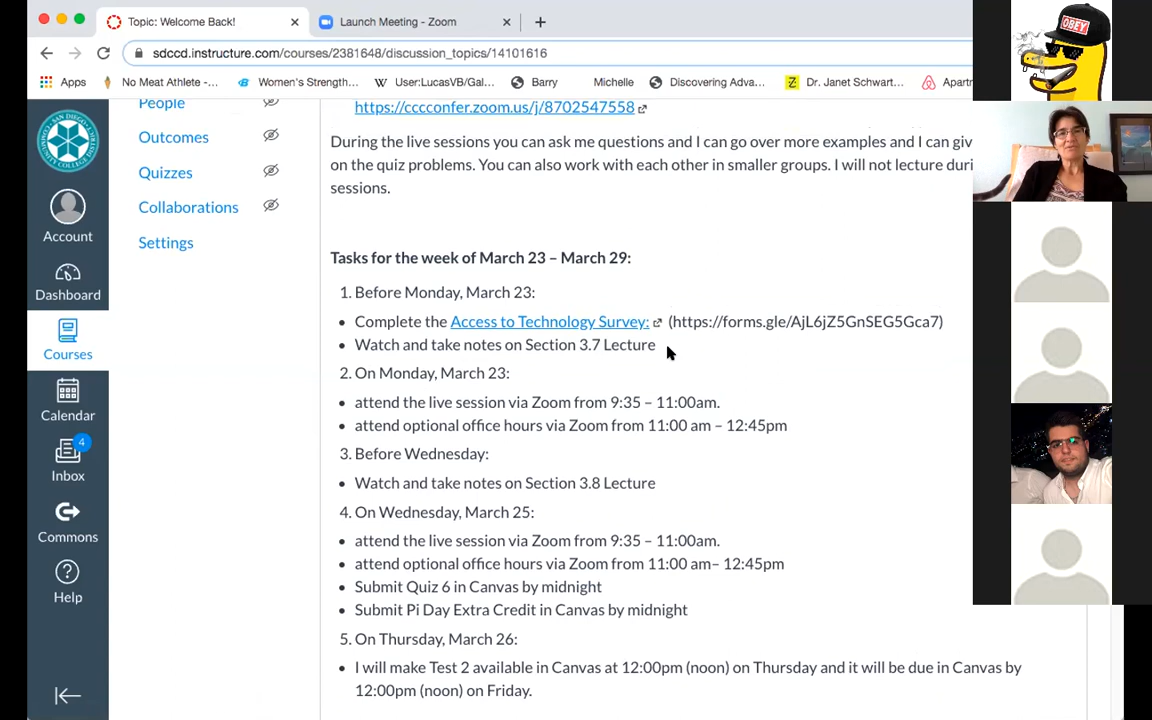 Topic: Welcome Back!
Launch Meeting - Zoom
sdccd.instructure.com/courses/2381648/discussion_topics/14101616
Apps
No Meat Athlete -...
Women's Strength...
User:LucasVB/Gal...
Barry
Michelle
Discovering Adva...
Dr. Janet Schwart...
Apartr
OBEY
People
Outcomes
Quizzes
Collaborations
Settings
Account
Dashboard
Courses
Calendar
4
Inbox
Commons
Help
https://cccconfer.zoom.us/j/8702547558
During the live sessions you can ask me questions and I can go over more examples and I can giv
on the quiz problems. You can also work with each other in smaller groups. I will not lecture duri
sessions.
Tasks for the week of March 23 – March 29:
1. Before Monday, March 23:
• Complete the Access to Technology Survey: (https://forms.gle/AjL6jZ5GnSEG5Gca7)
• Watch and take notes on Section 3.7 Lecture
2. On Monday, March 23:
• attend the live session via Zoom from 9:35 – 11:00am.
• attend optional office hours via Zoom from 11:00 am – 12:45pm
3. Before Wednesday:
• Watch and take notes on Section 3.8 Lecture
4. On Wednesday, March 25:
• attend the live session via Zoom from 9:35 – 11:00am.
• attend optional office hours via Zoom from 11:00 am– 12:45pm
• Submit Quiz 6 in Canvas by midnight
• Submit Pi Day Extra Credit in Canvas by midnight
5. On Thursday, March 26:
• I will make Test 2 available in Canvas at 12:00pm (noon) on Thursday and it will be due in Canvas by
12:00pm (noon) on Friday.